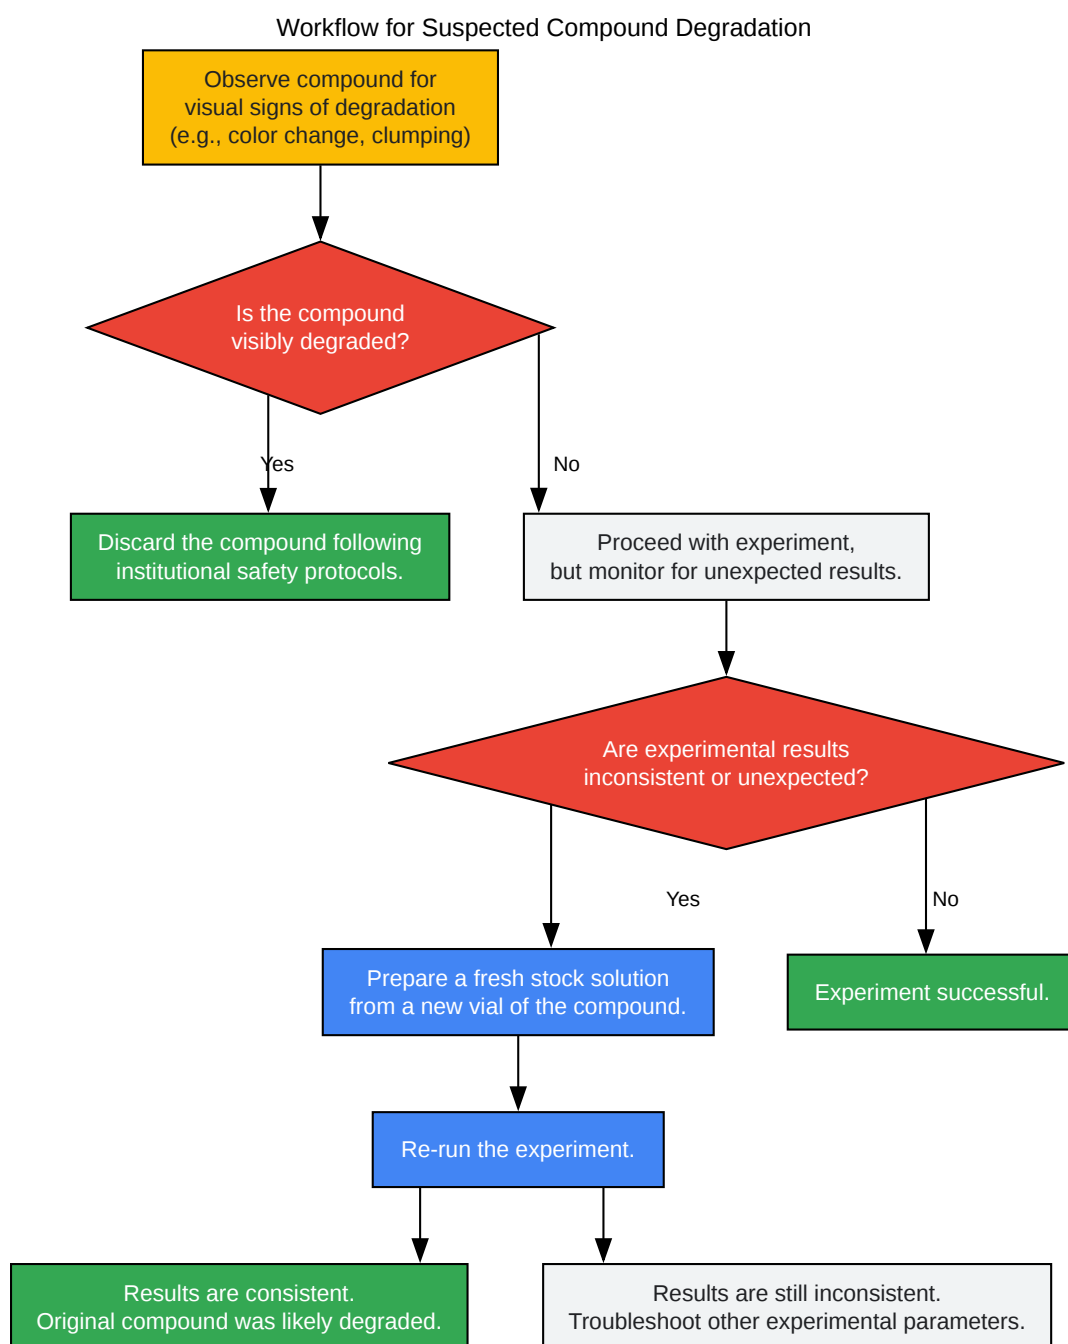 Workflow for Suspected Compound Degradation
Observe compound for
visual signs of degradation
(e.g., color change, clumping)
Is the compound
visibly degraded?
Yes
No
Discard the compound following
institutional safety protocols.
Proceed with experiment,
but monitor for unexpected results.
Are experimental results
inconsistent or unexpected?
Yes
No
Prepare a fresh stock solution
from a new vial of the compound.
Experiment successful.
Re-run the experiment.
Results are consistent.
Original compound was likely degraded.
Results are still inconsistent.
Troubleshoot other experimental parameters.